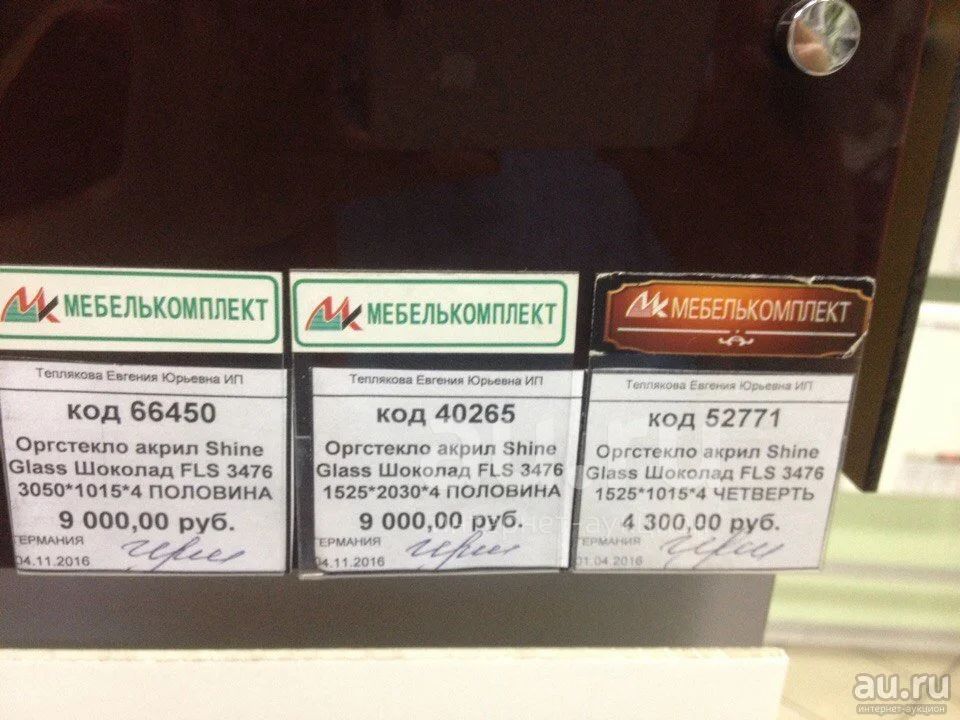 МЕБЕЛЬКОМПЛЕКТ
Теплякова Евгения Юрьевна ИП
код 66450
Оргстекло акрил Shine
Glass Шоколад FLS 3476
3050*1015*4 ПОЛОВИНА
9 000,00 руб.
ГЕРМАНИЯ
04.11.2016
МЕБЕЛЬКОМПЛЕКТ
Теплякова Евгения Юрьевна ИП
код 40265
Оргстекло акрил Shine
Glass Шоколад FLS 3476
1525*2030*4 ПОЛОВИНА
9 000,00 руб.
ГЕРМАНИЯ
04.11.2016
МЕБЕЛЬКОМПЛЕКТ
Теплякова Евгения Юрьевна ИП
код 52771
Оргстекло акрил Shine
Glass Шоколад FLS 3476
1525*1015*4 ЧЕТВЕРТЬ
4 300,00 руб.
ГЕРМАНИЯ
01.04.2016
au.ru
интернет-аукцион